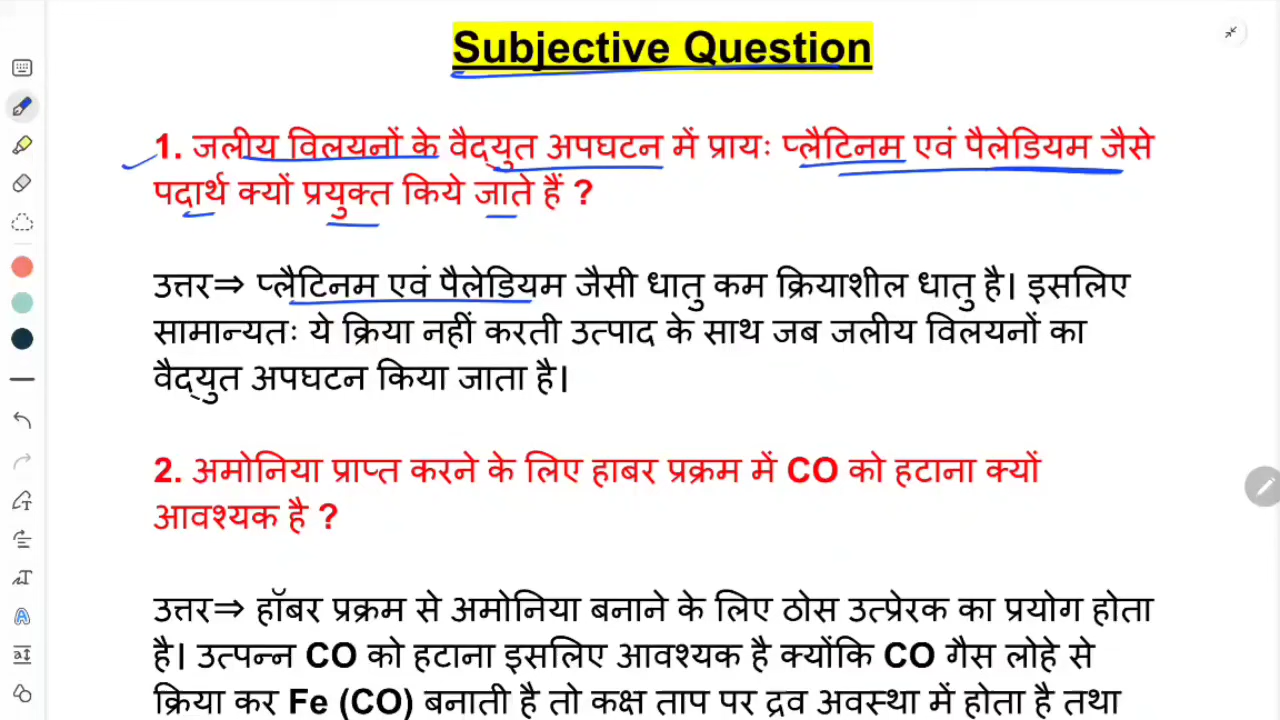 Subjective Question
1. जलीय विलयनों के वैद्युत अपघटन में प्रायः प्लैटिनम एवं पैलेडियम जैसे
पदार्थ क्यों प्रयुक्त किये जाते हैं ?
उत्तर⇒ प्लैटिनम एवं पैलेडियम जैसी धातु कम क्रियाशील धातु है। इसलिए
सामान्यतः ये क्रिया नहीं करती उत्पाद के साथ जब जलीय विलयनों का
वैद्युत अपघटन किया जाता है।
2. अमोनिया प्राप्त करने के लिए हाबर प्रक्रम में CO को हटाना क्यों
आवश्यक है ?
उत्तर⇒ हॉबर प्रक्रम से अमोनिया बनाने के लिए ठोस उत्प्रेरक का प्रयोग होता
है। उत्पन्न CO को हटाना इसलिए आवश्यक है क्योंकि CO गैस लोहे से
क्रिया कर Fe (CO) बनाती है तो कक्ष ताप पर द्रव अवस्था में होता है तथा